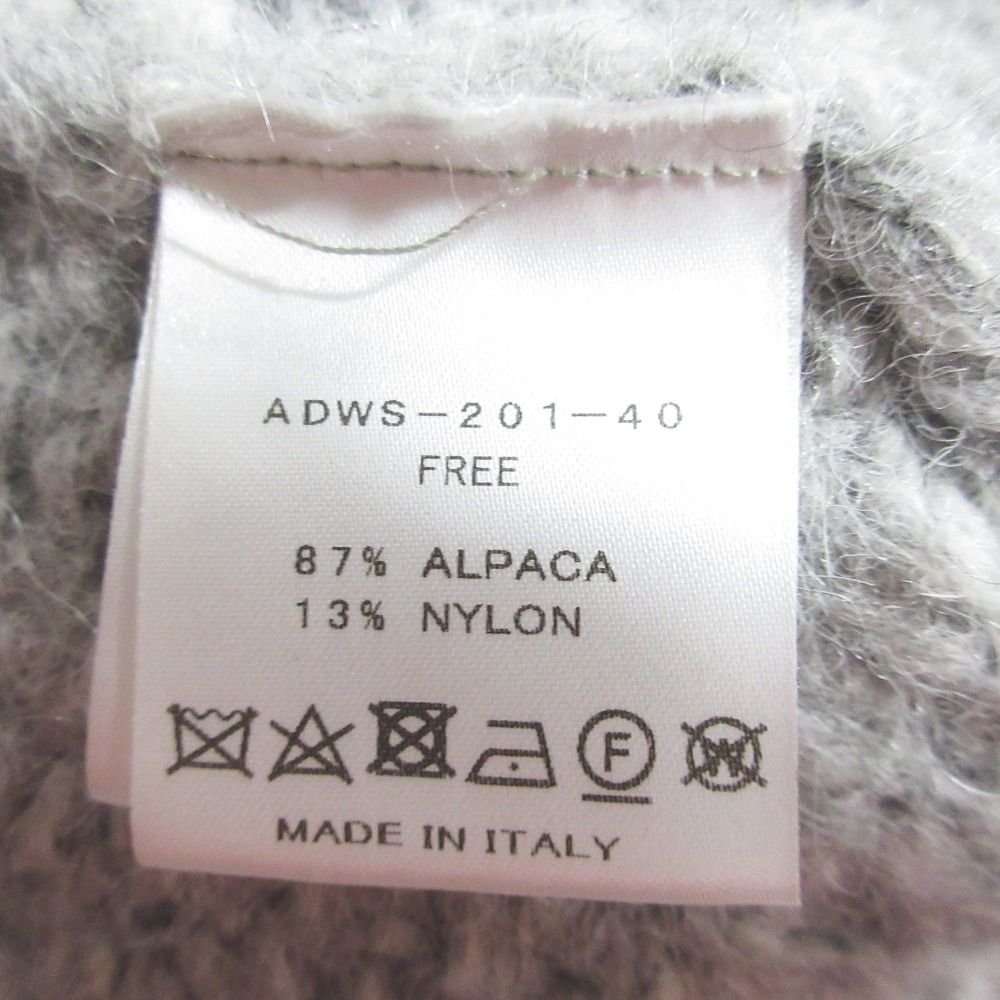 ADWS-201-40
FREE
87% ALPACA
13% NYLON
F W
MADE IN ITALY